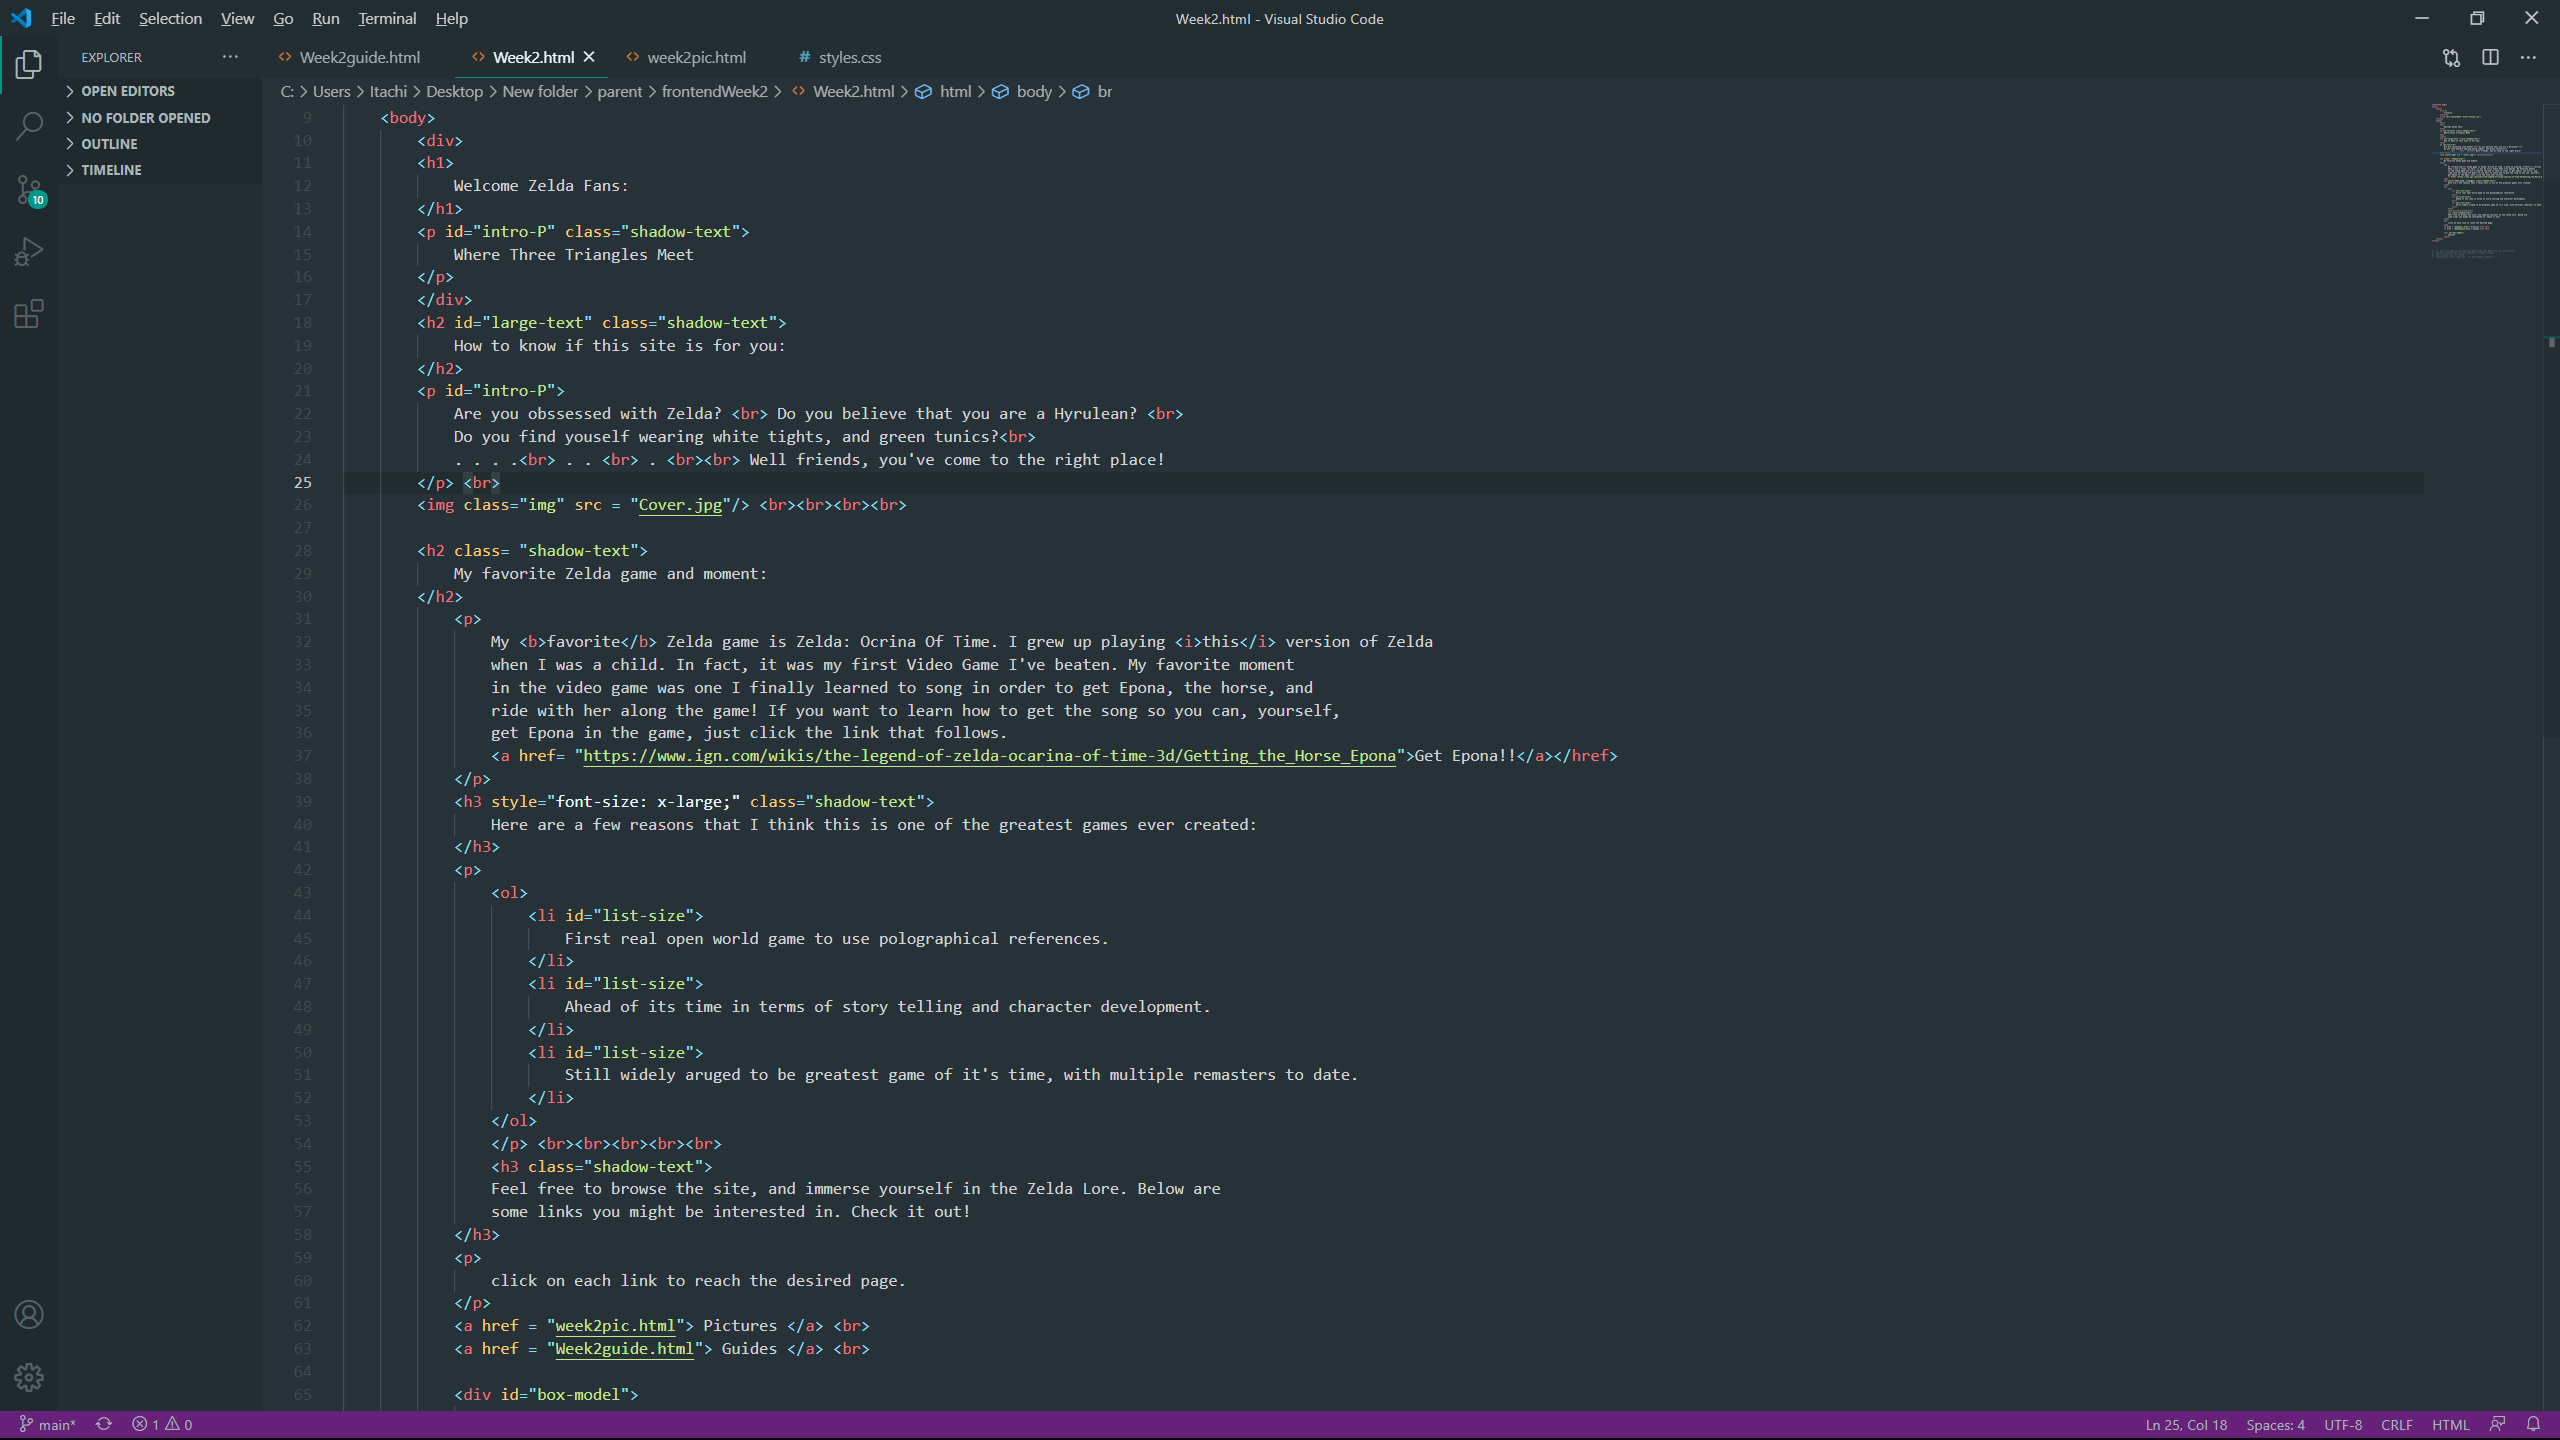 File Edit Selection View Go Run Terminal Help
Week2.html - Visual Studio Code
EXPLORER
Week2guide.html
Week2.html
week2pic.html
# styles.css
OPEN EDITORS
NO FOLDER OPENED
OUTLINE
TIMELINE
10
C: > Users > Itachi > Desktop > New folder > parent > frontendWeek2 > <> Week2.html > html > body > br
9 <body>
10 <div>
11 <h1>
12 Welcome Zelda Fans:
13 </h1>
14 <p id="intro-P" class="shadow-text">
15 Where Three Triangles Meet
16 </p>
17 </div>
18 <h2 id="large-text" class="shadow-text">
19 How to know if this site is for you:
20 </h2>
21 <p id="intro-P">
22 Are you obssessed with Zelda? <br> Do you believe that you are a Hyrulean? <br>
23 Do you find youself wearing white tights, and green tunics?<br>
24 . . . .<br> . . <br> . <br><br> Well friends, you've come to the right place!
25 </p> <br>
26 <img class="img" src = "Cover.jpg"/> <br><br><br><br>
27
28 <h2 class= "shadow-text">
29 My favorite Zelda game and moment:
30 </h2>
31 <p>
32 My <b>favorite</b> Zelda game is Zelda: Ocrina Of Time. I grew up playing <i>this</i> version of Zelda
33 when I was a child. In fact, it was my first Video Game I've beaten. My favorite moment
34 in the video game was one I finally learned to song in order to get Epona, the horse, and
35 ride with her along the game! If you want to learn how to get the song so you can, yourself,
36 get Epona in the game, just click the link that follows.
37 <a href= "https://www.ign.com/wikis/the-legend-of-zelda-ocarina-of-time-3d/Getting_the_Horse_Epona">Get Epona!!</a></href>
38 </p>
39 <h3 style="font-size: x-large;" class="shadow-text">
40 Here are a few reasons that I think this is one of the greatest games ever created:
41 </h3>
42 <p>
43 <ol>
44 <li id="list-size">
45 First real open world game to use polographical references.
46 </li>
47 <li id="list-size">
48 Ahead of its time in terms of story telling and character development.
49 </li>
50 <li id="list-size">
51 Still widely aruged to be greatest game of it's time, with multiple remasters to date.
52 </li>
53 </ol>
54 </p> <br><br><br><br><br>
55 <h3 class="shadow-text">
56 Feel free to browse the site, and immerse yourself in the Zelda Lore. Below are
57 some links you might be interested in. Check it out!
58 </h3>
59 <p>
60 click on each link to reach the desired page.
61 </p>
62 <a href = "week2pic.html"> Pictures </a> <br>
63 <a href = "Week2guide.html"> Guides </a> <br>
64
65 <div id="box-model">
main* 1 0
Ln 25, Col 18 Spaces: 4 UTF-8 CRLF HTML